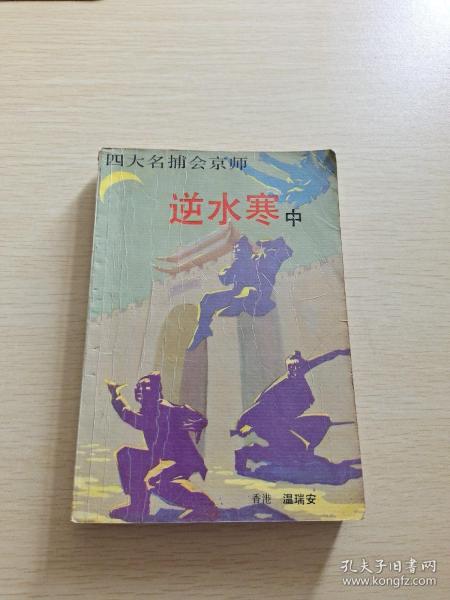 四大名捕会京师
逆水寒中
香港 温瑞安
孔夫子旧书网
www.kongfz.com